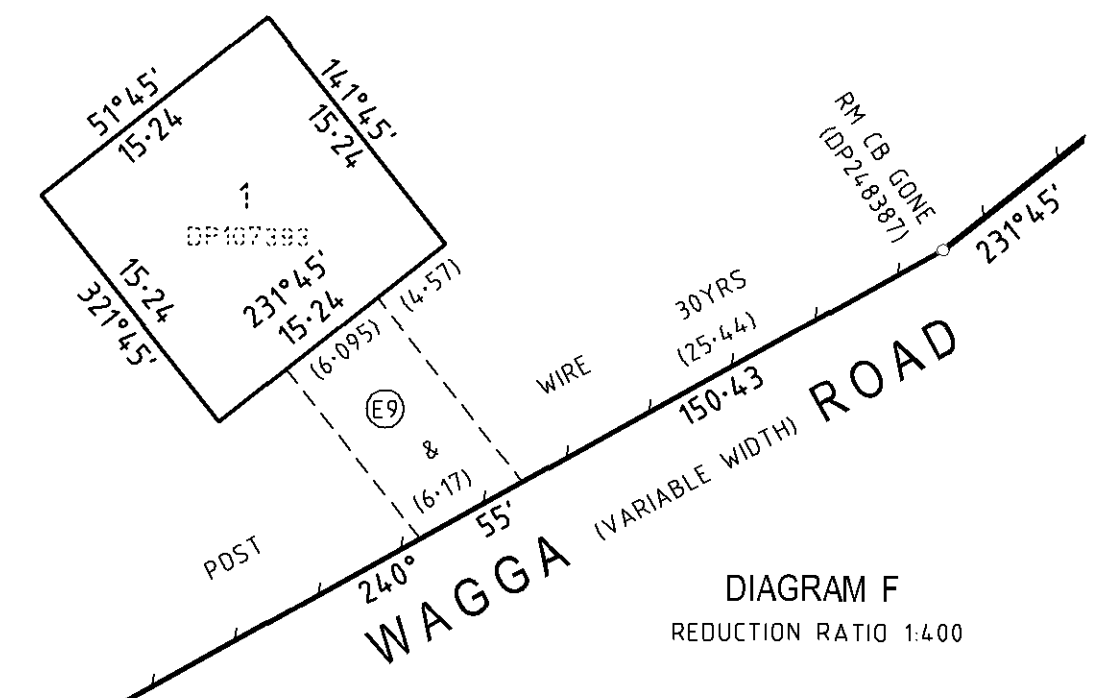 51°45'
15·24
141°45'
15·24
1
DP107393
15·24
321°45'
231°45'
15·24
(4·57)
(6·095)
E9
&
(6·17)
RM CB GONE
(DP248387)
231°45'
30YRS
(25·44)
WIRE
150·43
POST
240° 55'
WAGGA (VARIABLE WIDTH) ROAD
DIAGRAM F
REDUCTION RATIO 1:400